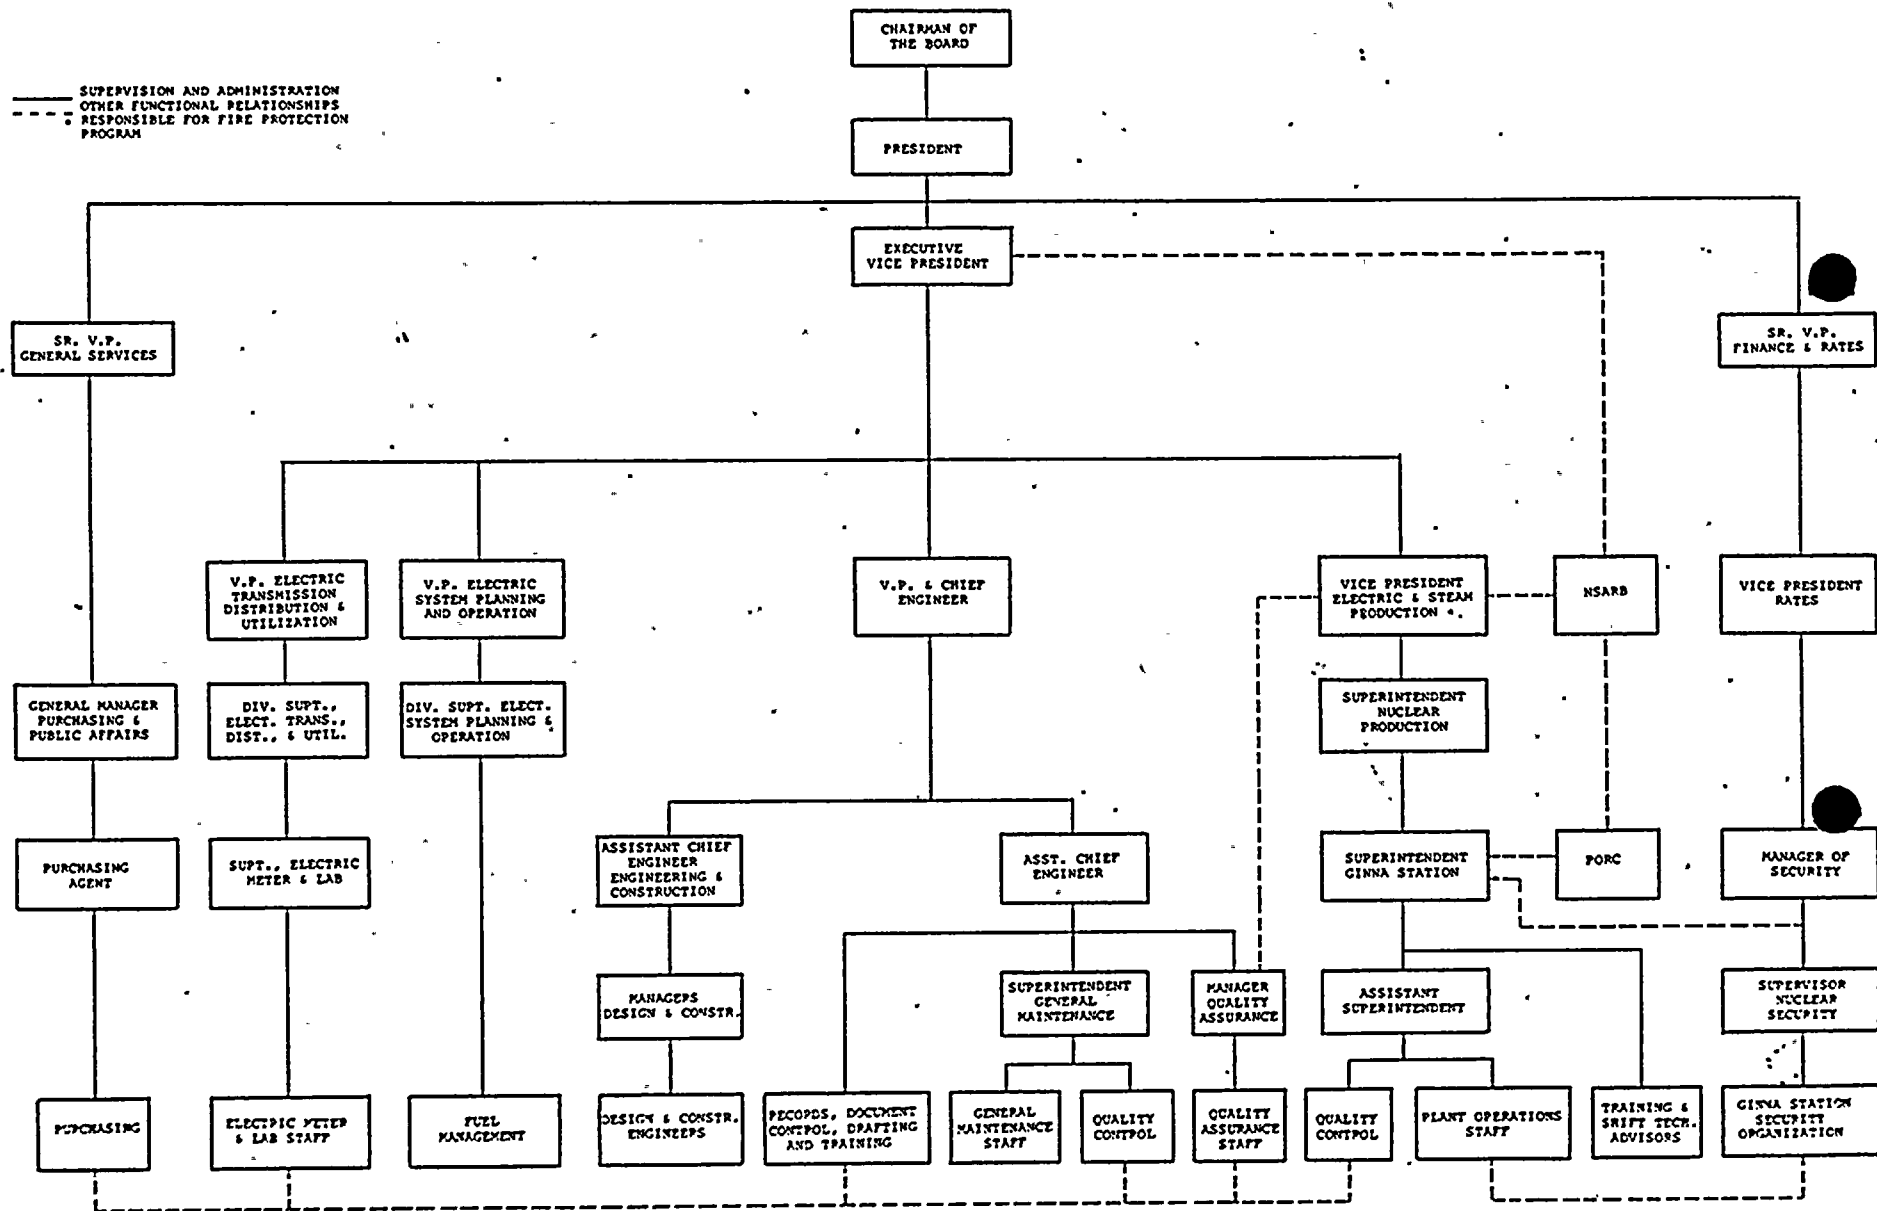 CHAIRMAN OF
THE BOARD
SUPERVISION AND ADMINISTRATION
OTHER FUNCTIONAL RELATIONSHIPS
RESPONSIBLE FOR FIRE PROTECTION
PROGRAM
PRESIDENT
EXECUTIVE
VICE PRESIDENT
SR. V.P.
GENERAL SERVICES
SR. V.P.
FINANCE & RATES
V.P. ELECTRIC
TRANSMISSION
DISTRIBUTION &
UTILIZATION
V.P. ELECTRIC
SYSTEM PLANNING
AND OPERATION
V.P. & CHIEF
ENGINEER
VICE PRESIDENT
ELECTRIC & STEAM
PRODUCTION
NSARB
VICE PRESIDENT
RATES
GENERAL MANAGER
PURCHASING &
PUBLIC AFFAIRS
DIV. SUPT.,
ELECT. TRANS.,
DIST., & UTIL.
DIV. SUPT. ELECT.
SYSTEM PLANNING &
OPERATION
SUPERINTENDENT
NUCLEAR
PRODUCTION
PURCHASING
AGENT
SUPT., ELECTRIC
METER & LAB
ASSISTANT CHIEF
ENGINEER
ENGINEERING &
CONSTRUCTION
ASST. CHIEF
ENGINEER
SUPERINTENDENT
GINNA STATION
PORC
MANAGER OF
SECURITY
MANAGERS
DESIGN & CONSTR.
SUPERINTENDENT
GENERAL
MAINTENANCE
MANAGER
QUALITY
ASSURANCE
ASSISTANT
SUPERINTENDENT
SUPERVISOR
NUCLEAR
SECURITY
PURCHASING
ELECTRIC METER
& LAB STAFF
FUEL
MANAGEMENT
DESIGN & CONSTR.
ENGINEERS
RECORDS, DOCUMENT
CONTROL, DRAFTING
AND TRAINING
GENERAL
MAINTENANCE
STAFF
QUALITY
CONTROL
QUALITY
ASSURANCE
STAFF
QUALITY
CONTROL
PLANT OPERATIONS
STAFF
TRAINING &
SHIFT TECH.
ADVISORS
GINNA STATION
SECURITY
ORGANIZATION